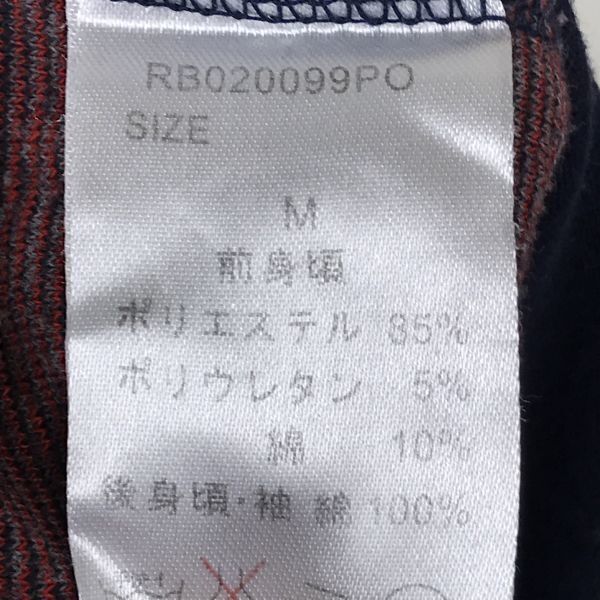 RB020099PO
SIZE
M
前身頃
ポリエステル 85%
ポリウレタン 5%
綿 10%
後身頃・袖 綿 100%